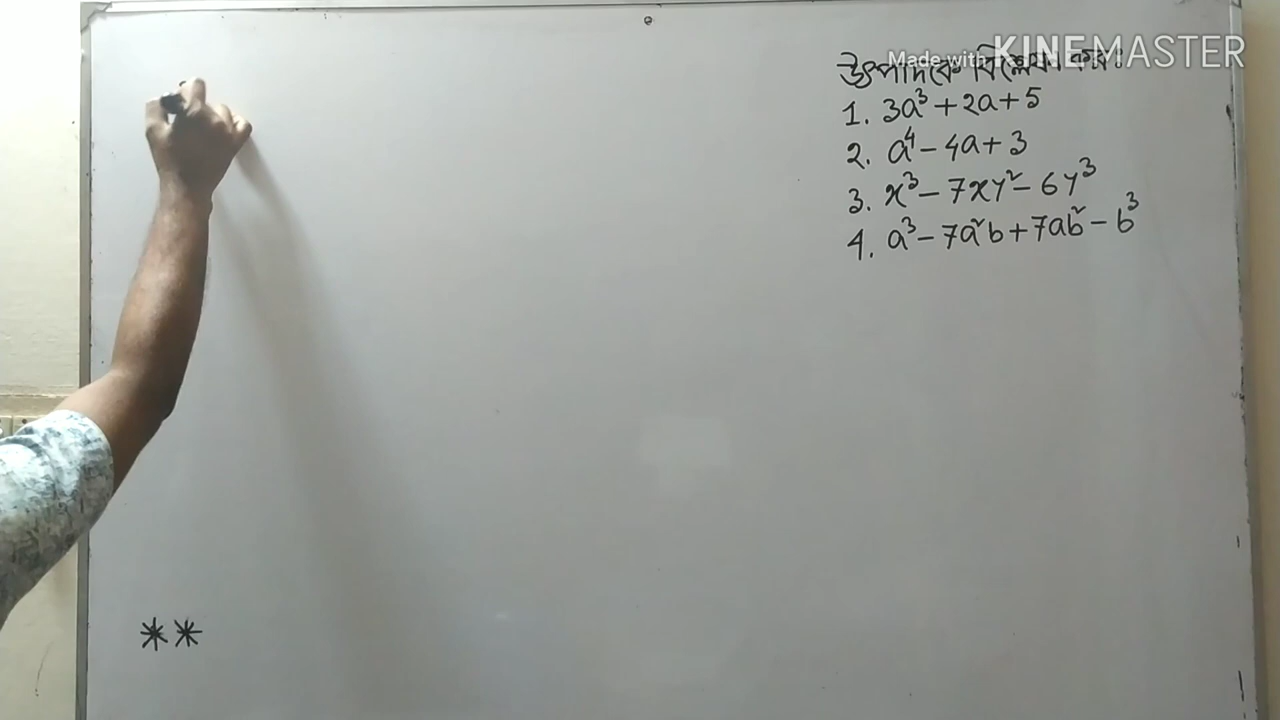 Made with KINEMASTER
উৎপাদকে বিশ্লেষণ কর:
1. 3a³ + 2a + 5
2. a⁴ - 4a + 3
3. x³ - 7xy² - 6y³
4. a³ - 7a²b + 7ab² - b³
**